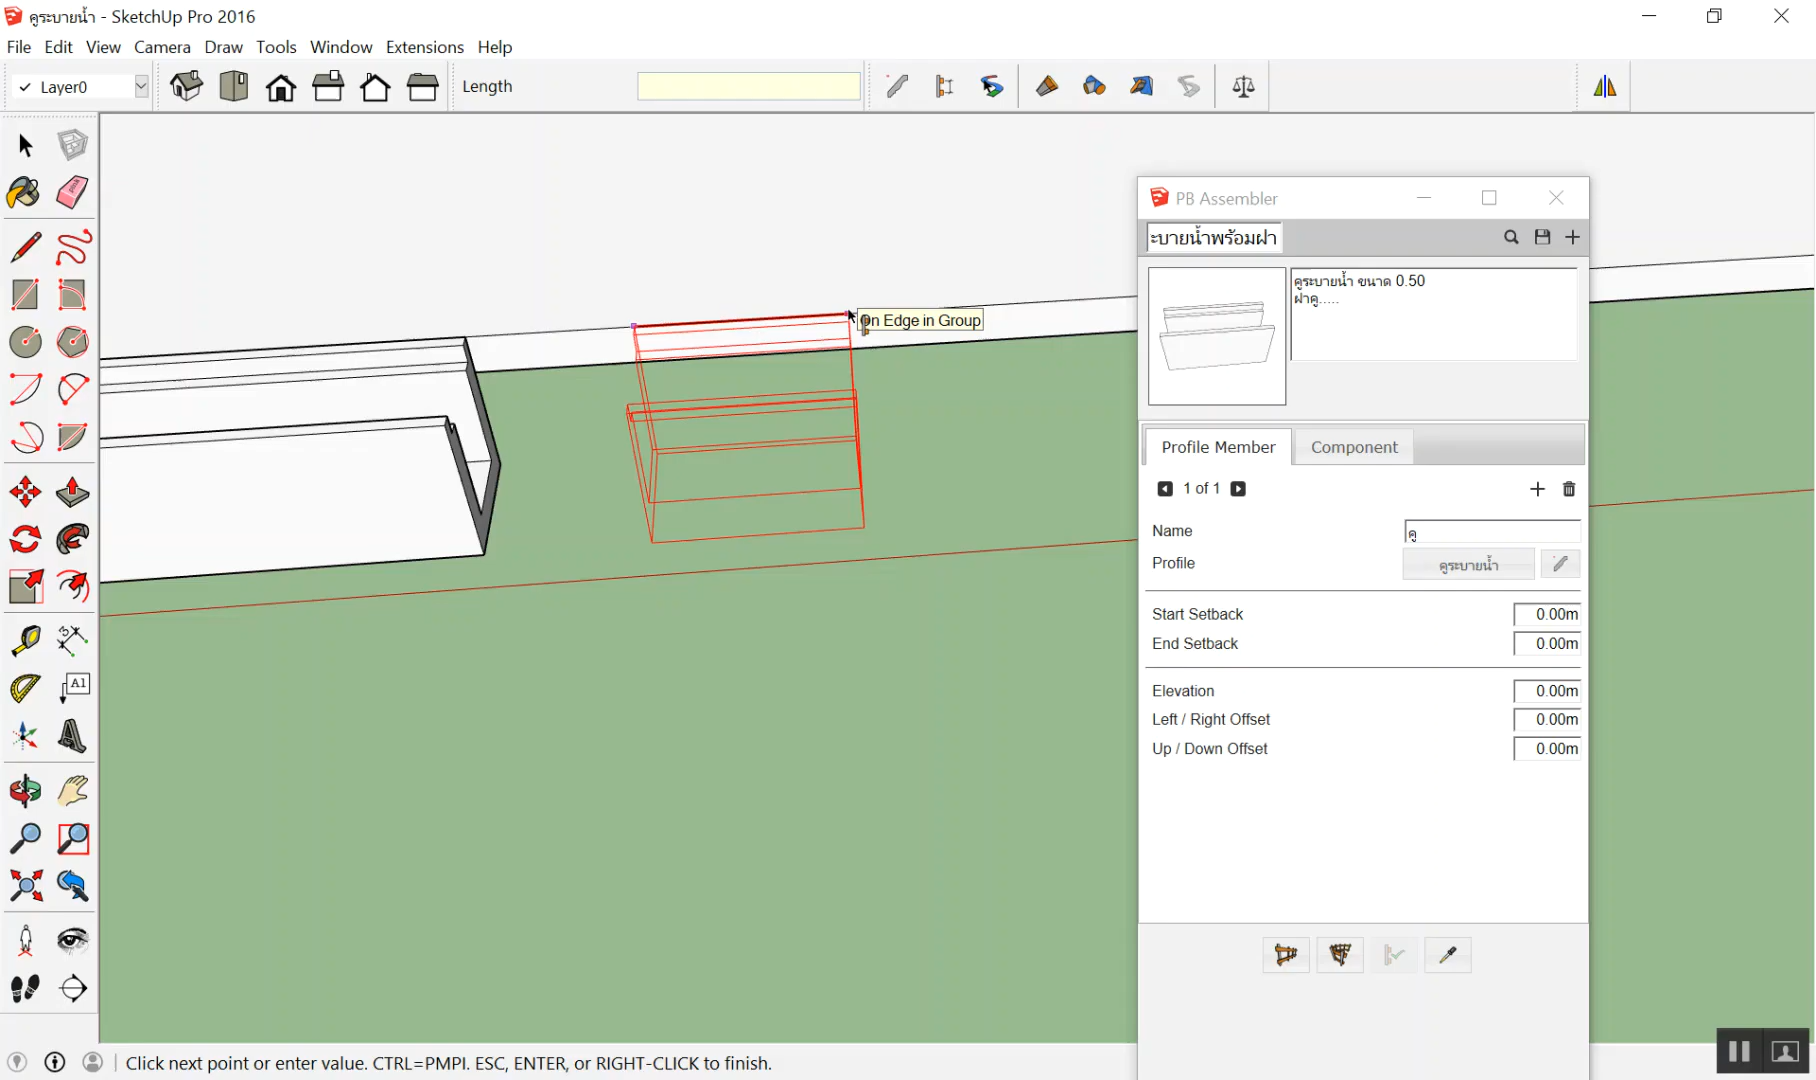 คูระบายน้ำ - SketchUp Pro 2016
File Edit View Camera Draw Tools Window Extensions Help
Layer0
Length
PB Assembler
ะบายน้ำพร้อมฝา
คูระบายน้ำ ขนาด 0.50
ฝาคู.....
On Edge in Group
Profile Member Component
1 of 1
Name คู
Profile คูระบายน้ำ
Start Setback 0.00m
End Setback 0.00m
Elevation 0.00m
Left / Right Offset 0.00m
Up / Down Offset 0.00m
A1
Click next point or enter value. CTRL=PMPI. ESC, ENTER, or RIGHT-CLICK to finish.